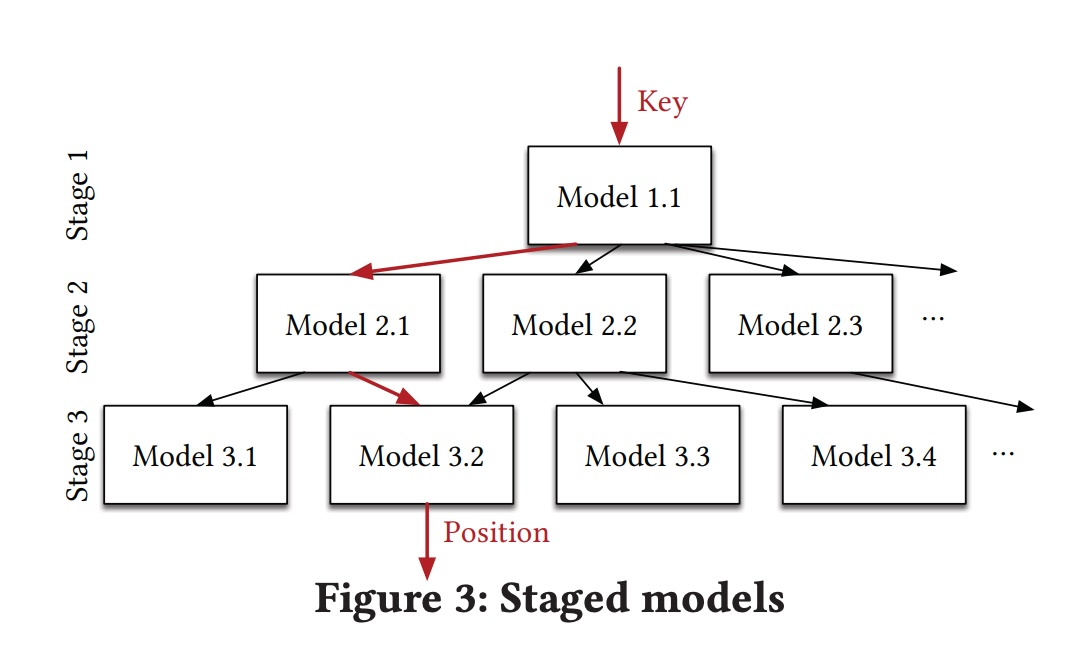 Key
Stage 1
Model 1.1
Stage 2
Model 2.1
Model 2.2
Model 2.3
...
Stage 3
Model 3.1
Model 3.2
Model 3.3
Model 3.4
...
Position
Figure 3: Staged models